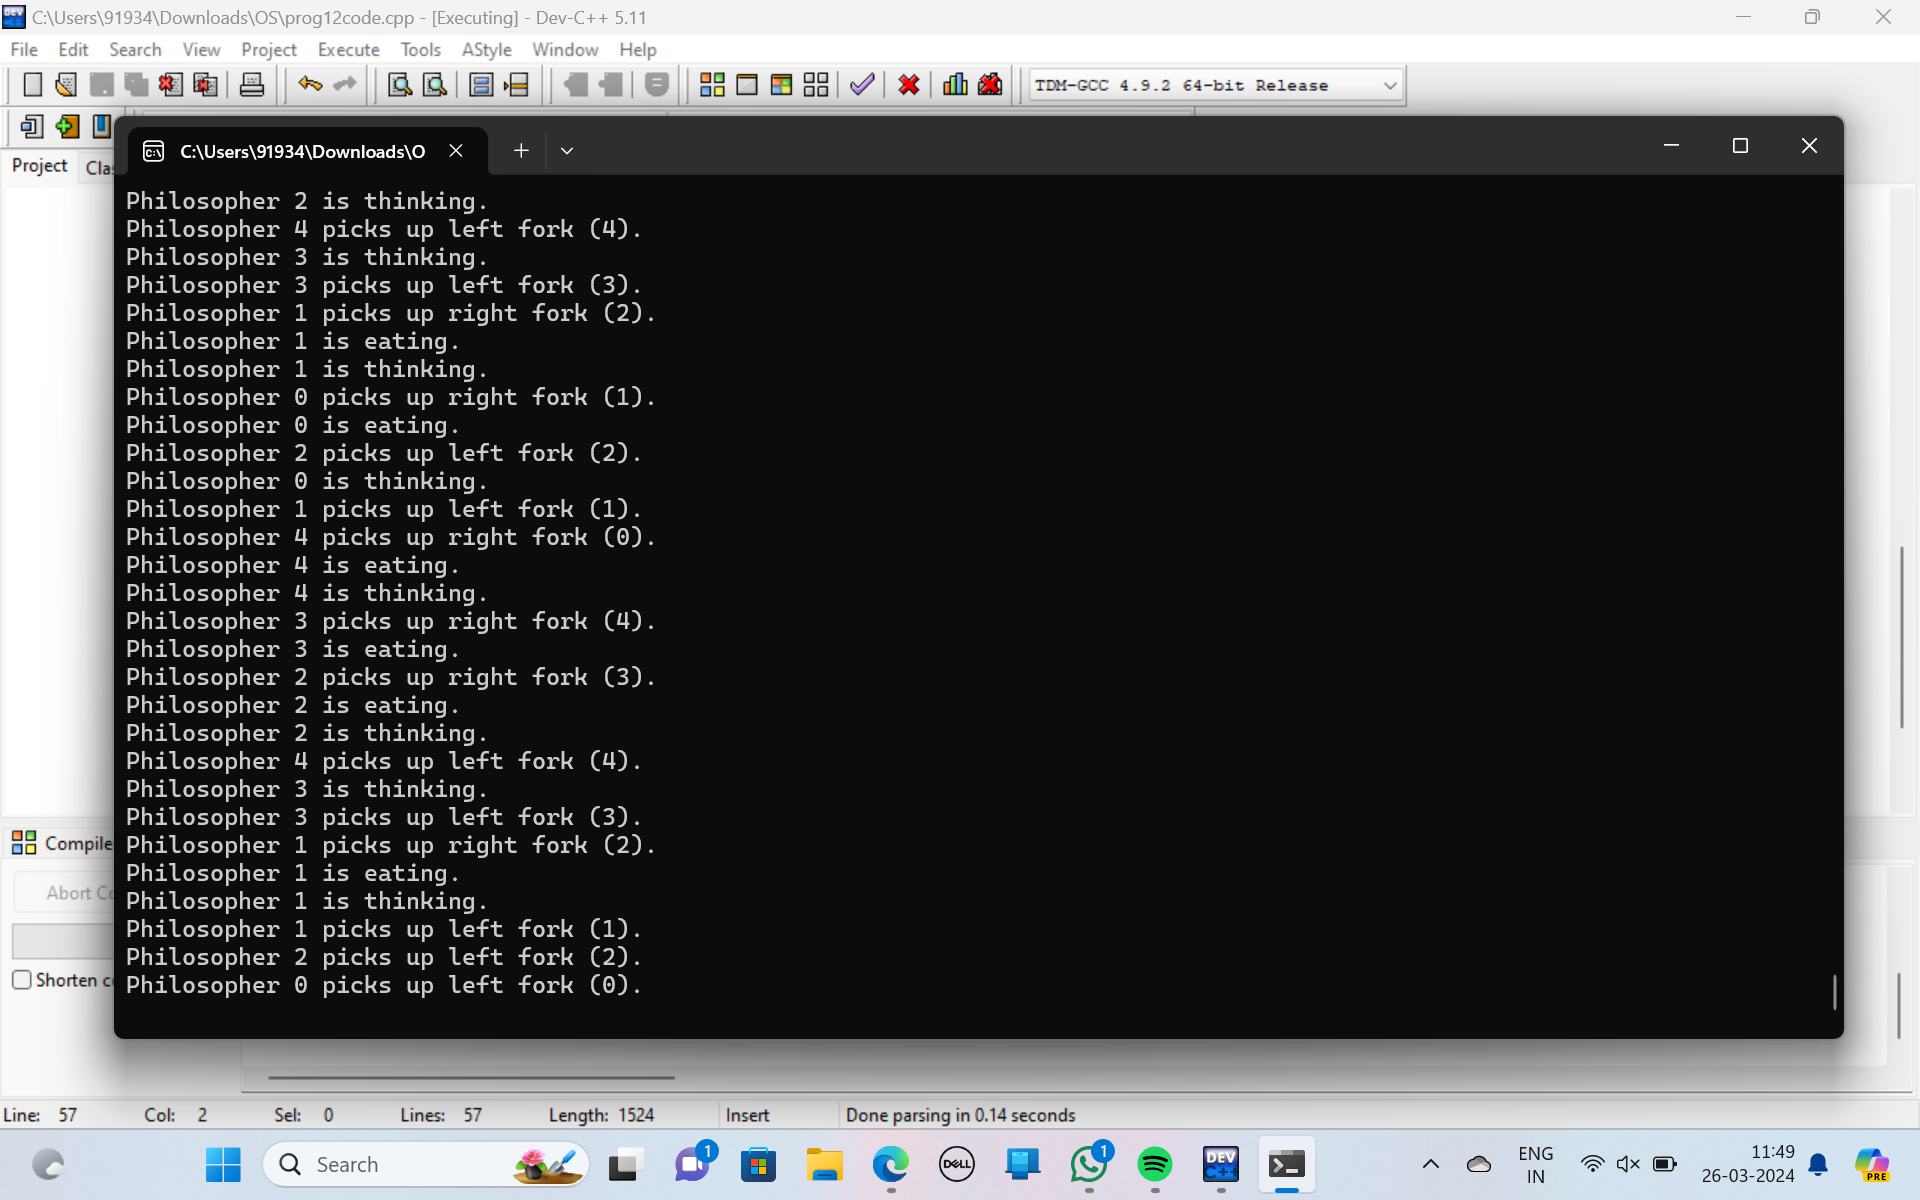 C:\Users\91934\Downloads\OS\prog12code.cpp - [Executing] - Dev-C++ 5.11
File Edit Search View Project Execute Tools AStyle Window Help
TDM-GCC 4.9.2 64-bit Release
Project
C:\Users\91934\Downloads\O
Philosopher 2 is thinking.
Philosopher 4 picks up left fork (4).
Philosopher 3 is thinking.
Philosopher 3 picks up left fork (3).
Philosopher 1 picks up right fork (2).
Philosopher 1 is eating.
Philosopher 1 is thinking.
Philosopher 0 picks up right fork (1).
Philosopher 0 is eating.
Philosopher 2 picks up left fork (2).
Philosopher 0 is thinking.
Philosopher 1 picks up left fork (1).
Philosopher 4 picks up right fork (0).
Philosopher 4 is eating.
Philosopher 4 is thinking.
Philosopher 3 picks up right fork (4).
Philosopher 3 is eating.
Philosopher 2 picks up right fork (3).
Philosopher 2 is eating.
Philosopher 2 is thinking.
Philosopher 4 picks up left fork (4).
Philosopher 3 is thinking.
Philosopher 3 picks up left fork (3).
Philosopher 1 picks up right fork (2).
Philosopher 1 is eating.
Philosopher 1 is thinking.
Philosopher 1 picks up left fork (1).
Philosopher 2 picks up left fork (2).
Philosopher 0 picks up left fork (0).
Compile
Abort
Shorten
Line: 57 Col: 2 Sel: 0 Lines: 57 Length: 1524 Insert Done parsing in 0.14 seconds
Search
1
DELL
1
DEV C++
ENG
IN
11:49
26-03-2024
PRE